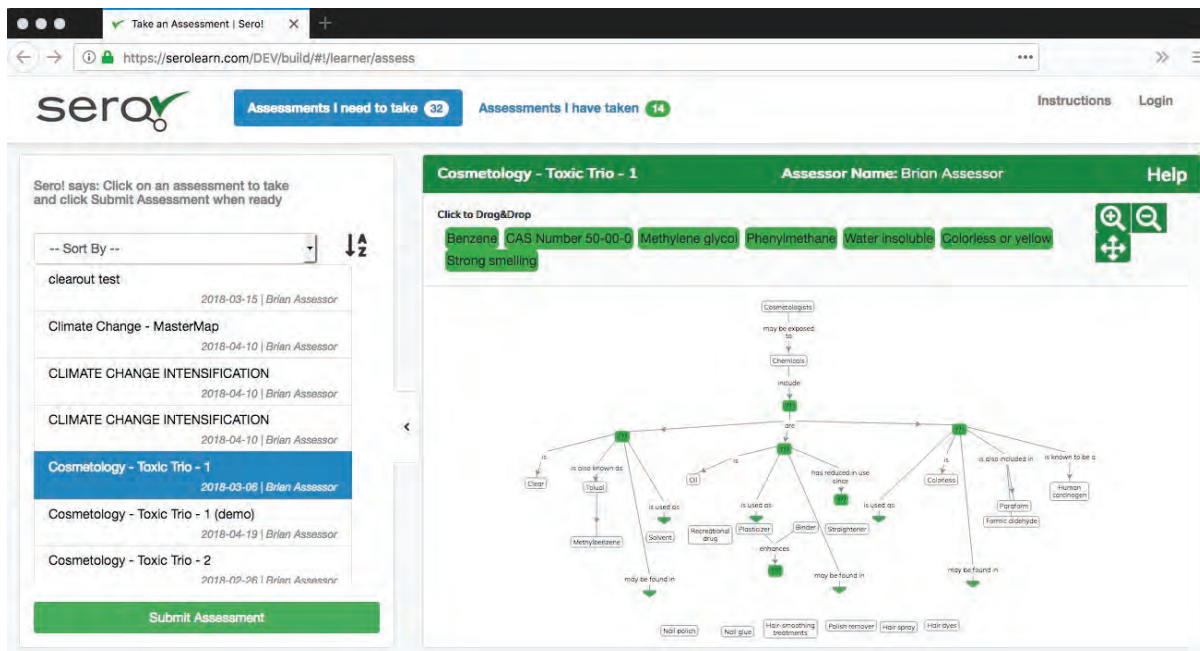 Take an Assessment | Sero!
https://serolearn.com/DEV/build/#!/learner/assess
sero
Assessments I need to take 32
Assessments I have taken 14
Instructions Login
Sero! says: Click on an assessment to take
and click Submit Assessment when ready
-- Sort By --
A
Z
clearout test
2018-03-15 | Brian Assessor
Climate Change - MasterMap
2018-04-10 | Brian Assessor
CLIMATE CHANGE INTENSIFICATION
2018-04-10 | Brian Assessor
CLIMATE CHANGE INTENSIFICATION
2018-04-10 | Brian Assessor
Cosmetology - Toxic Trio - 1
2018-03-06 | Brian Assessor
Cosmetology - Toxic Trio - 1 (demo)
2018-04-19 | Brian Assessor
Cosmetology - Toxic Trio - 2
2018-02-26 | Brian Assessor
Submit Assessment
Cosmetology - Toxic Trio - 1 Assessor Name: Brian Assessor Help
Click to Drag&Drop
Benzene CAS Number 50-00-0 Methylene glycol Phenylmethane Water insoluble Colorless or yellow
Strong smelling
Cosmetologists
may be exposed
to
Chemicals
include
???
are
??? ??? ???
is
is also known as
is
has reduced in use
since
is
is also included in
is known to be a
Clear
Tolual
Oil
???
Colorless
Human
carcinogen
is used as
is used as
is used as
Paraform
Formic aldehyde
Methylbenzene
Solvent
Recreational
drug
Plasticizer
Binder
Straightener
enhances
???
may be found in
may be found in
may be found in
Nail polish
Nail glue
Hair-smoothing
treatments
Polish remover
Hair spray
Hair dyes